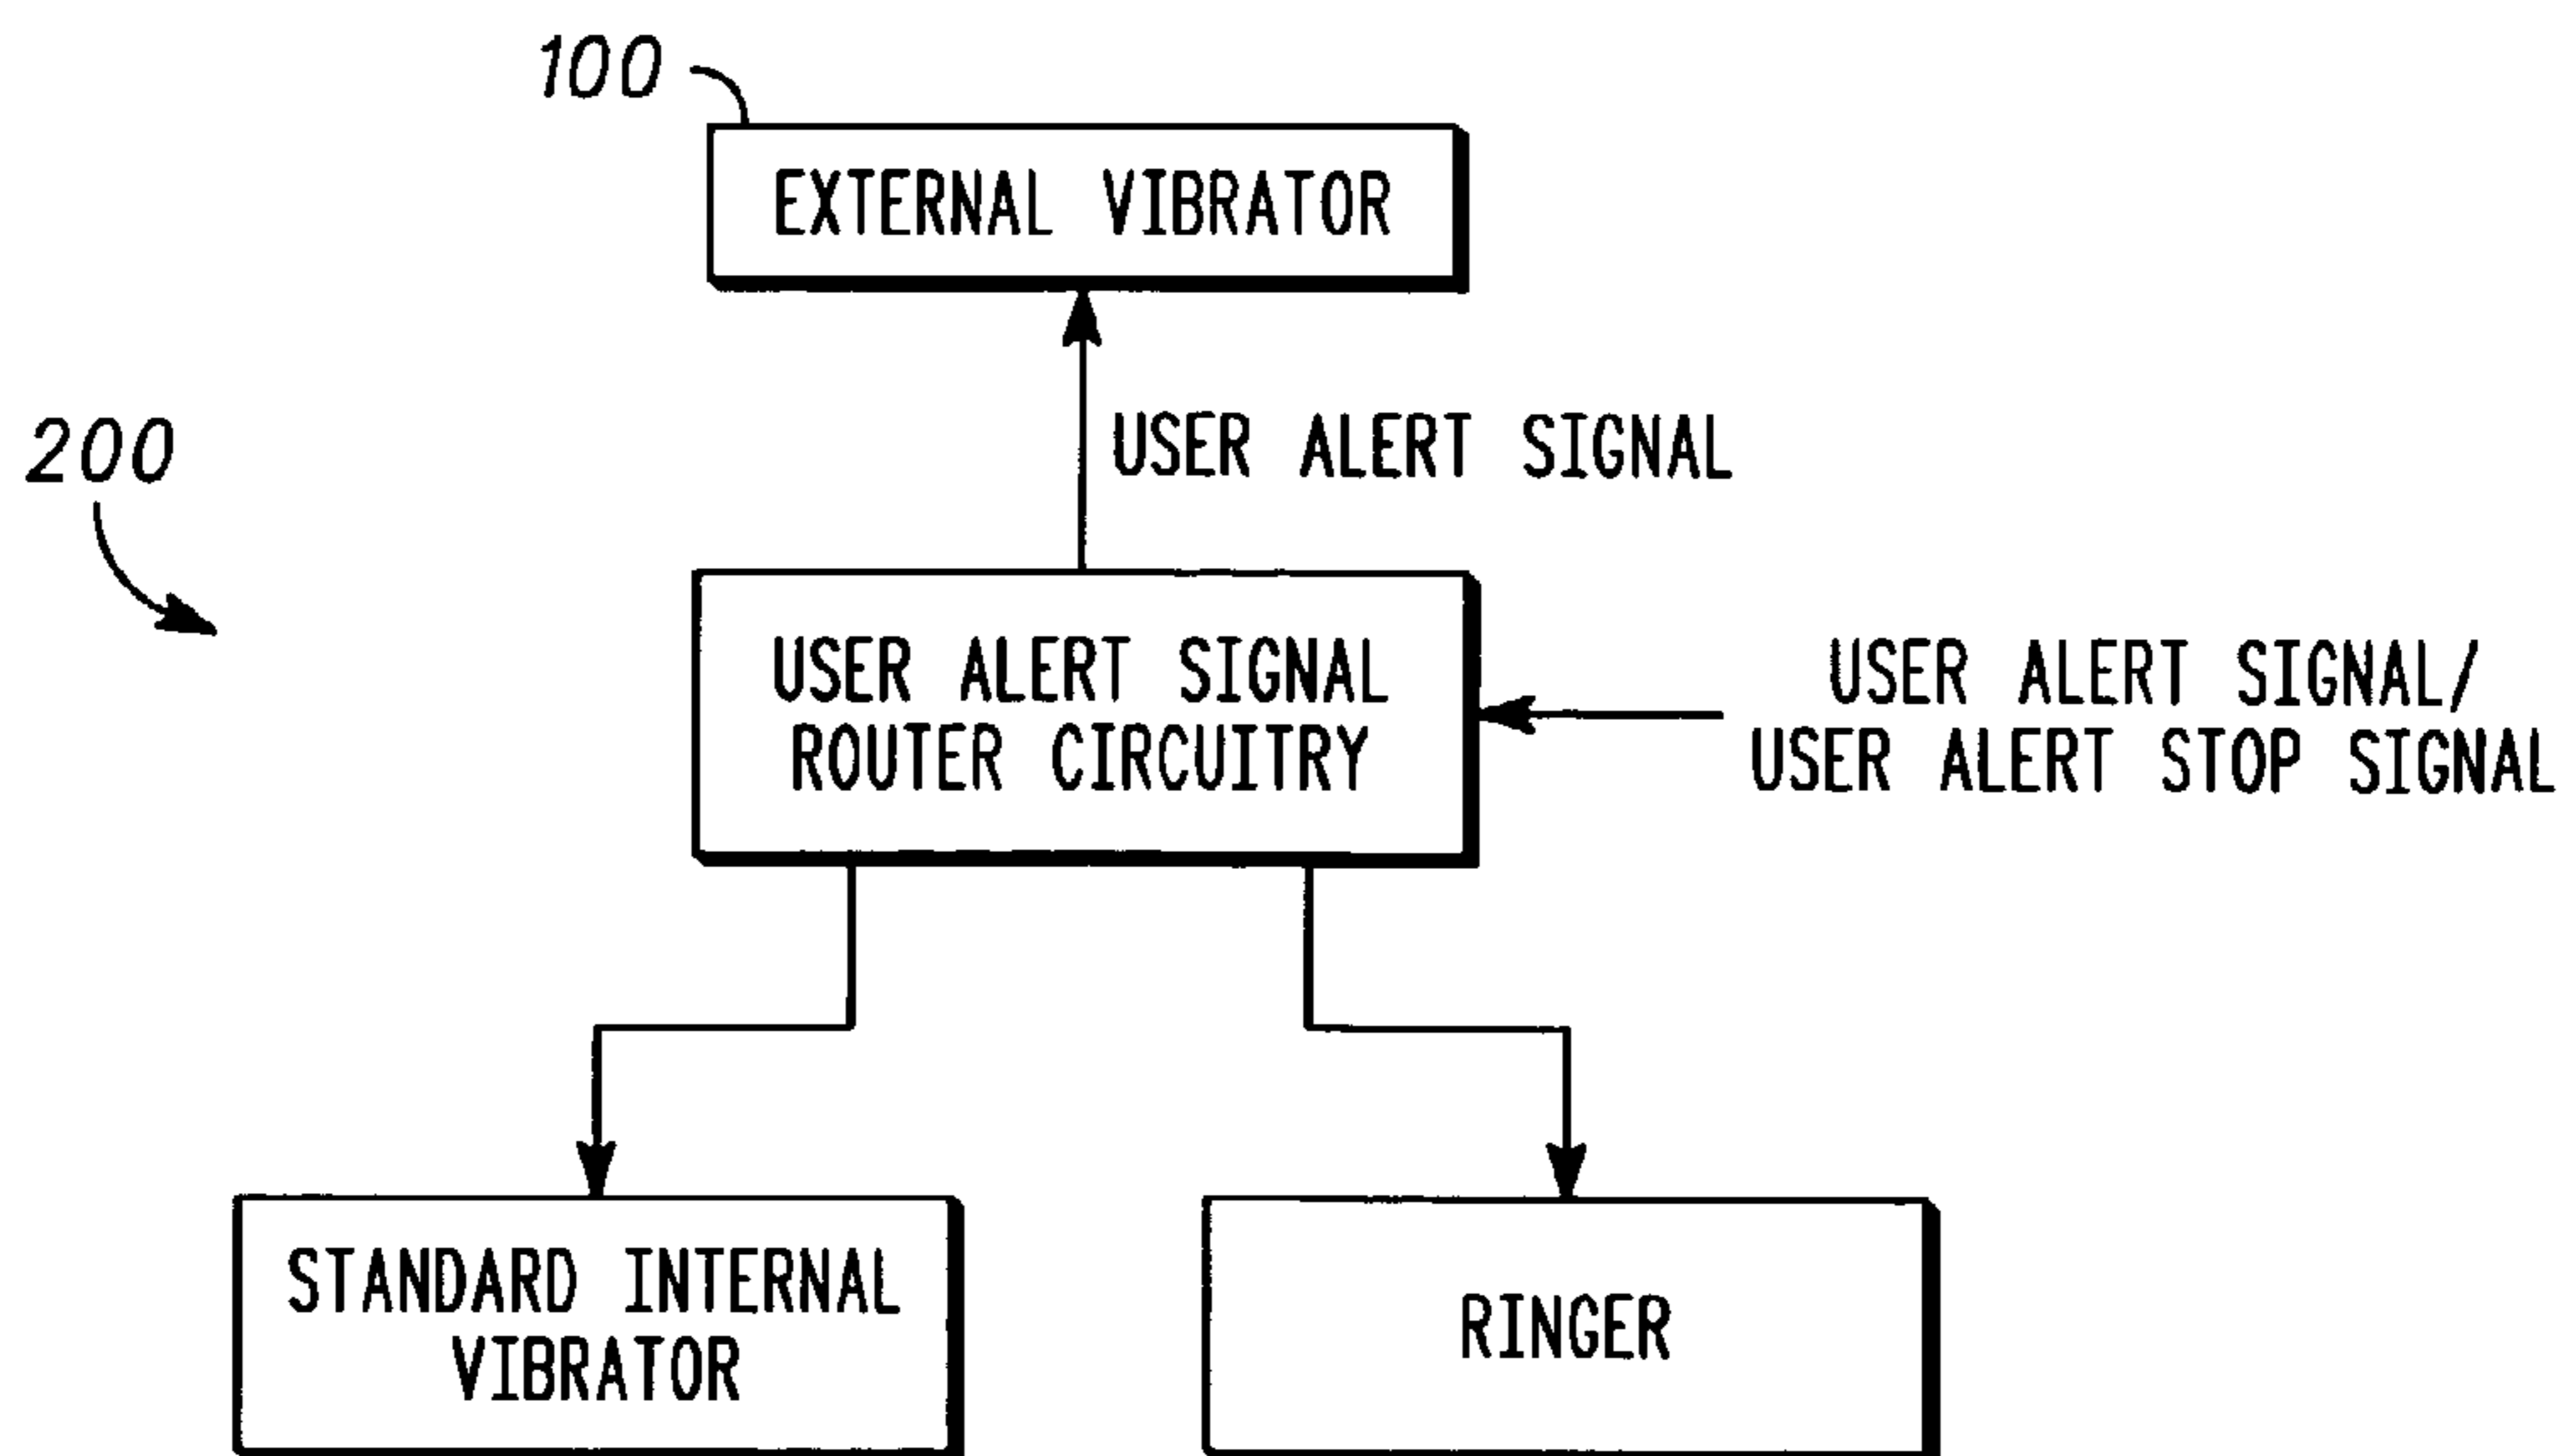 100
EXTERNAL VIBRATOR
USER ALERT SIGNAL
200
USER ALERT SIGNAL
ROUTER CIRCUITRY
USER ALERT SIGNAL/
USER ALERT STOP SIGNAL
STANDARD INTERNAL
VIBRATOR
RINGER